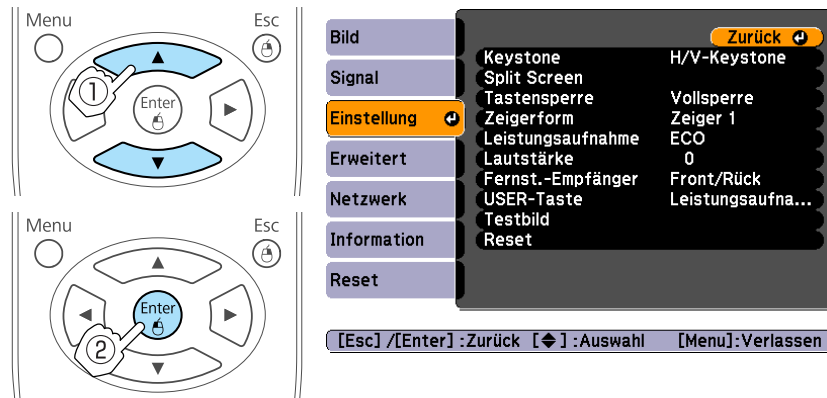 Menu
Esc
Enter
1
Menu
Esc
Enter
2
Bild
Signal
Einstellung
Erweitert
Netzwerk
Information
Reset
Zurück
Keystone H/V-Keystone
Split Screen
Tastensperre Vollsperre
Zeigerform Zeiger 1
Leistungsaufnahme ECO
Lautstärke 0
Fernst.-Empfänger Front/Rück
USER-Taste Leistungsaufna...
Testbild
Reset
[Esc] /[Enter] :Zurück [◆] :Auswahl [Menu]:Verlassen